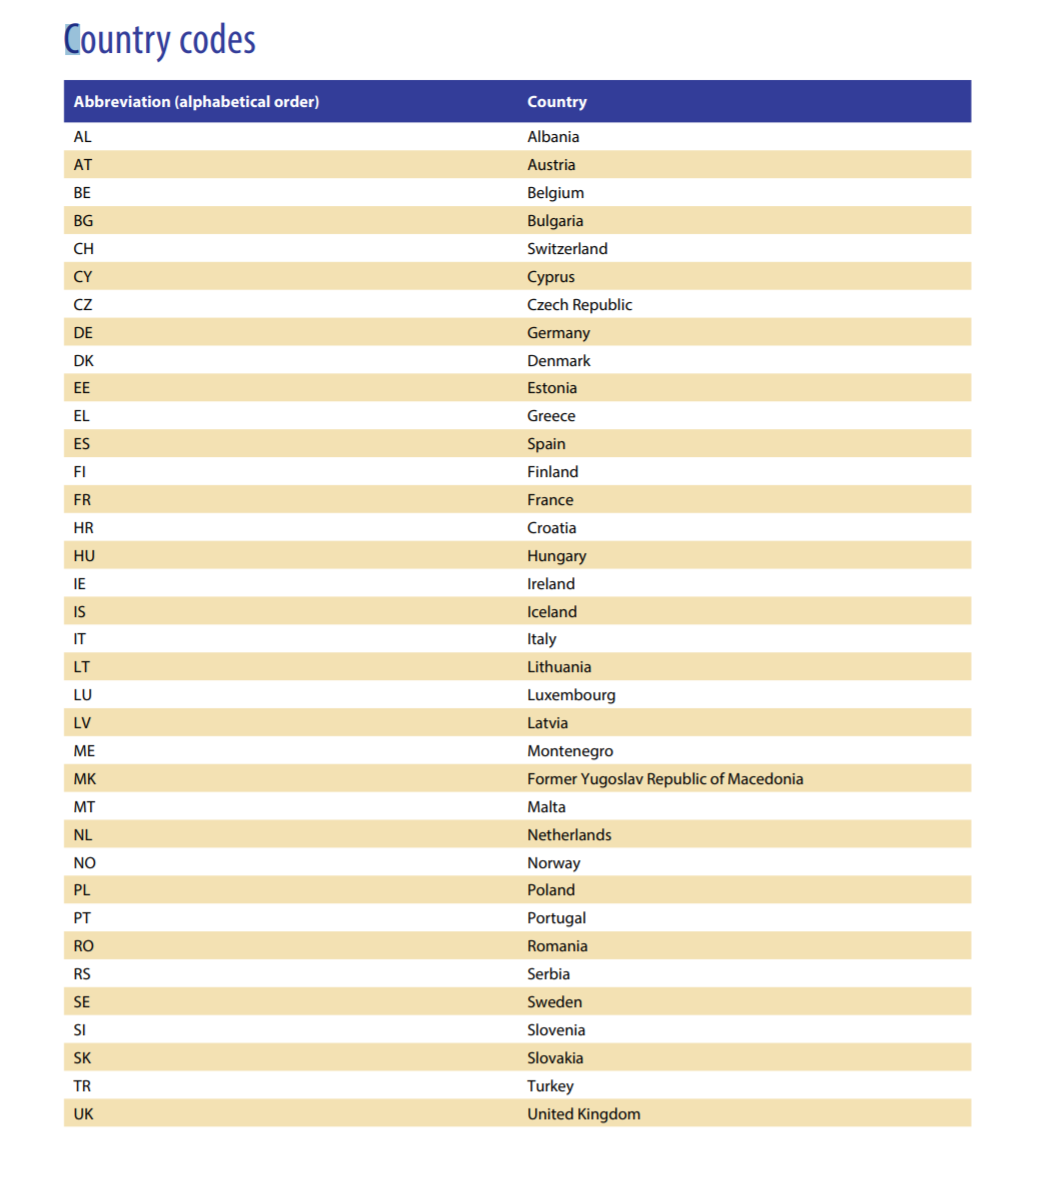 Country codes
Abbreviation (alphabetical order) Country
AL Albania
AT Austria
BE Belgium
BG Bulgaria
CH Switzerland
CY Cyprus
CZ Czech Republic
DE Germany
DK Denmark
EE Estonia
EL Greece
ES Spain
FI Finland
FR France
HR Croatia
HU Hungary
IE Ireland
IS Iceland
IT Italy
LT Lithuania
LU Luxembourg
LV Latvia
ME Montenegro
MK Former Yugoslav Republic of Macedonia
MT Malta
NL Netherlands
NO Norway
PL Poland
PT Portugal
RO Romania
RS Serbia
SE Sweden
SI Slovenia
SK Slovakia
TR Turkey
UK United Kingdom